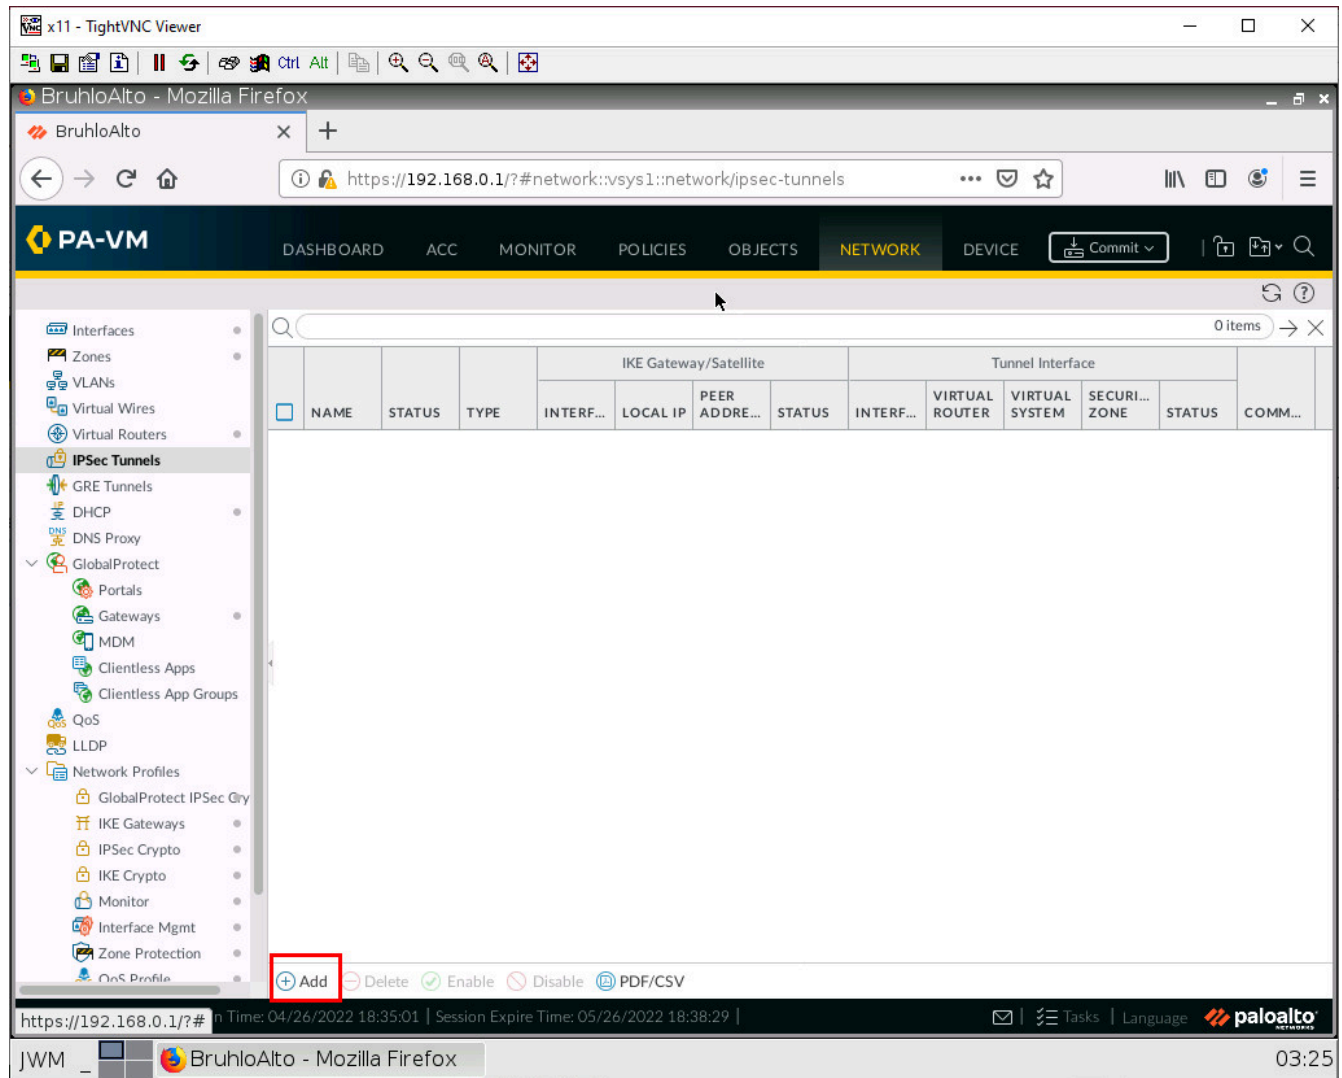 x11 - TightVNC Viewer
Ctrl Alt
BruhloAlto - Mozilla Firefox
BruhloAlto
https://192.168.0.1/?#network::vsys1::network/ipsec-tunnels
PA-VM
DASHBOARD ACC MONITOR POLICIES OBJECTS NETWORK DEVICE Commit
0 items
Interfaces
Zones
VLANs
Virtual Wires
Virtual Routers
IPSec Tunnels
GRE Tunnels
DHCP
DNS Proxy
GlobalProtect
Portals
Gateways
MDM
Clientless Apps
Clientless App Groups
QoS
LLDP
Network Profiles
GlobalProtect IPSec Cry
IKE Gateways
IPSec Crypto
IKE Crypto
Monitor
Interface Mgmt
Zone Protection
QoS Profile
IKE Gateway/Satellite Tunnel Interface
NAME STATUS TYPE INTERF... LOCAL IP PEER ADDRE... STATUS INTERF... VIRTUAL ROUTER VIRTUAL SYSTEM SECURI... ZONE STATUS COMM...
Add Delete Enable Disable PDF/CSV
https://192.168.0.1/?# n Time: 04/26/2022 18:35:01 | Session Expire Time: 05/26/2022 18:38:29 | Tasks | Language paloalto NETWORKS
JWM _ BruhloAlto - Mozilla Firefox 03:25